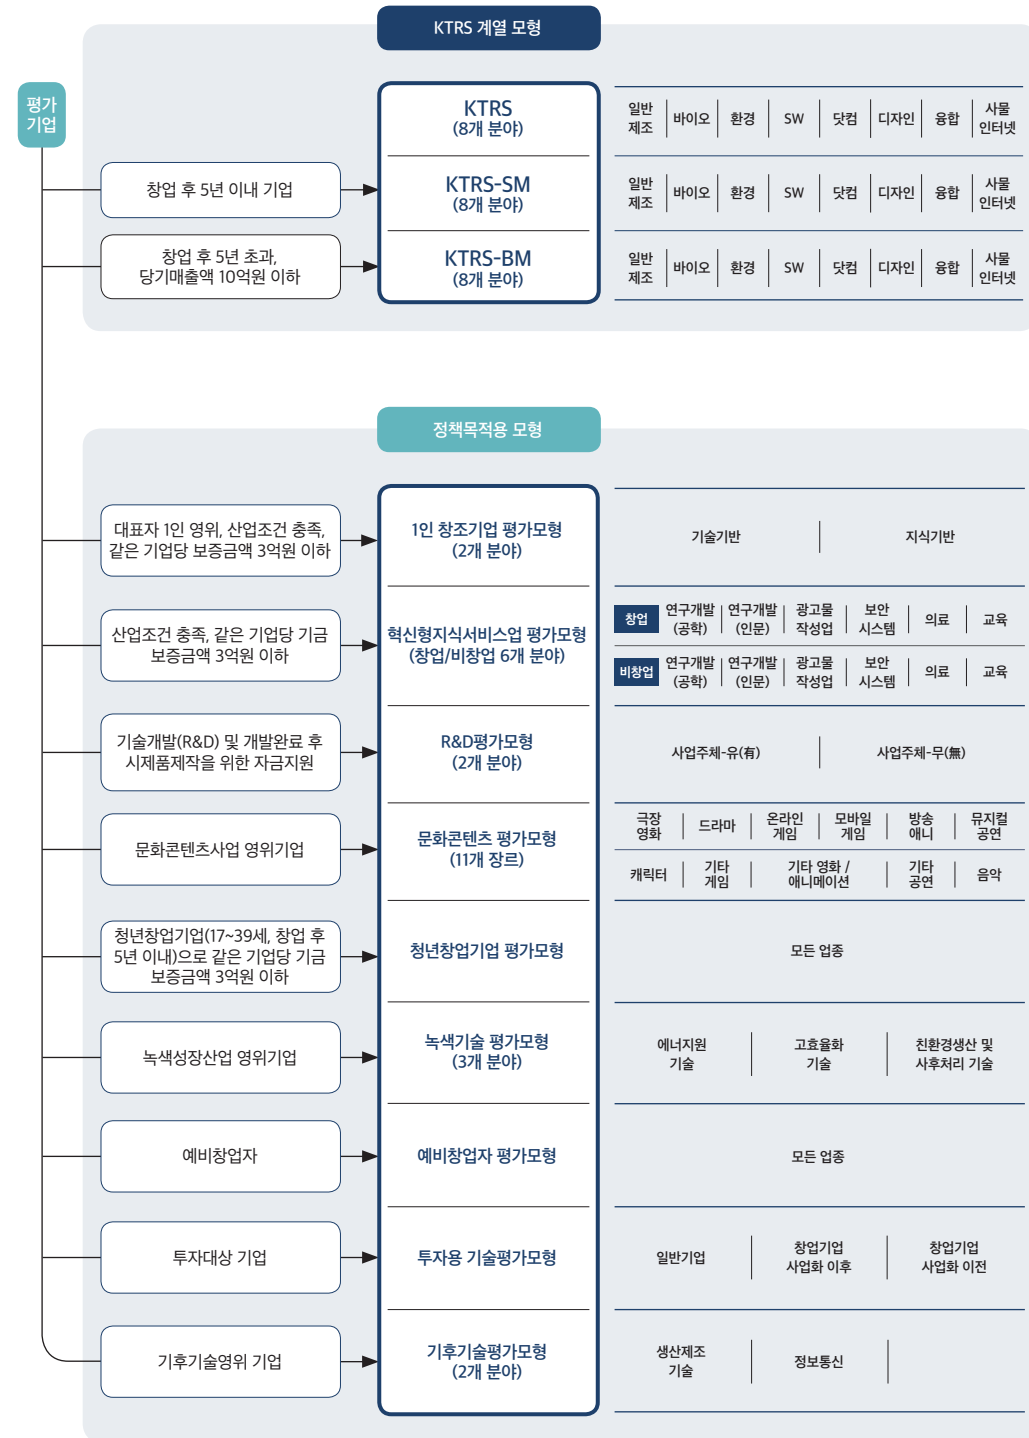 KTRS 계열 모형
평가
기업
KTRS
(8개 분야)
일반
제조
바이오
환경
SW
닷컴
디자인
융합
사물
인터넷
창업 후 5년 이내 기업
KTRS-SM
(8개 분야)
일반
제조
바이오
환경
SW
닷컴
디자인
융합
사물
인터넷
창업 후 5년 초과,
당기매출액 10억원 이하
KTRS-BM
(8개 분야)
일반
제조
바이오
환경
SW
닷컴
디자인
융합
사물
인터넷
정책목적용 모형
대표자 1인 영위, 산업조건 충족,
같은 기업당 보증금액 3억원 이하
1인 창조기업 평가모형
(2개 분야)
기술기반
지식기반
산업조건 충족, 같은 기업당 기금
보증금액 3억원 이하
혁신형지식서비스업 평가모형
(창업/비창업 6개 분야)
창업
연구개발
(공학)
연구개발
(인문)
광고물
작성업
보안
시스템
의료
교육
비창업
연구개발
(공학)
연구개발
(인문)
광고물
작성업
보안
시스템
의료
교육
기술개발(R&D) 및 개발완료 후
시제품제작을 위한 자금지원
R&D평가모형
(2개 분야)
사업주체-유(有)
사업주체-무(無)
문화콘텐츠사업 영위기업
문화콘텐츠 평가모형
(11개 장르)
극장
영화
드라마
온라인
게임
모바일
게임
방송
애니
뮤지컬
공연
캐릭터
기타
게임
기타 영화 /
애니메이션
기타
공연
음악
청년창업기업(17~39세, 창업 후
5년 이내)으로 같은 기업당 기금
보증금액 3억원 이하
청년창업기업 평가모형
모든 업종
녹색성장산업 영위기업
녹색기술 평가모형
(3개 분야)
에너지원
기술
고효율화
기술
친환경생산 및
사후처리 기술
예비창업자
예비창업자 평가모형
모든 업종
투자대상 기업
투자용 기술평가모형
일반기업
창업기업
사업화 이후
창업기업
사업화 이전
기후기술영위 기업
기후기술평가모형
(2개 분야)
생산제조
기술
정보통신